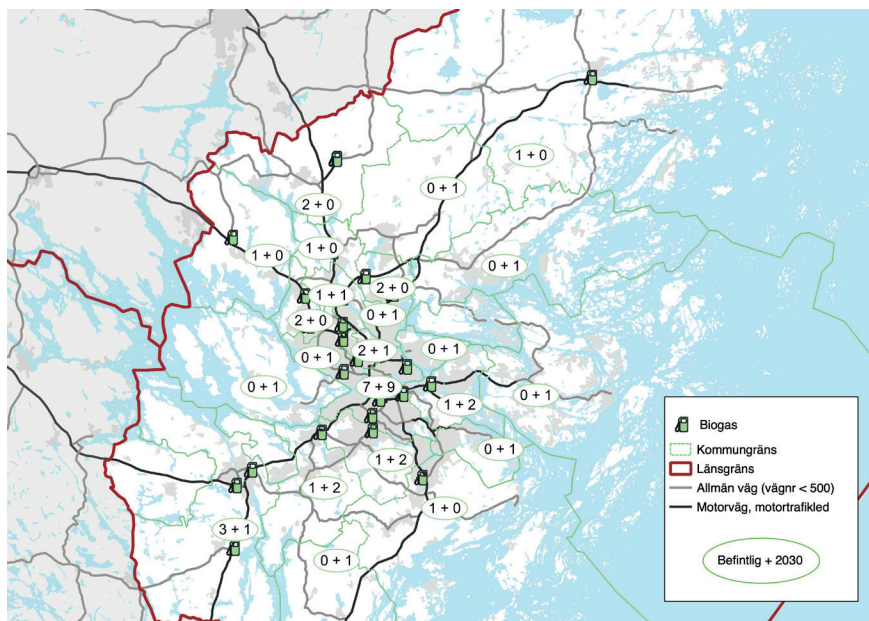 1 + 0
0 + 1
2 + 0
1 + 0
1 + 0
0 + 1
2 + 0
1 + 1
0 + 1
2 + 0
2 + 1
0 + 1
0 + 1
0 + 1
7 + 9
0 + 1
1 + 2
0 + 1
1 + 2
1 + 2
1 + 0
3 + 1
0 + 1
Biogas
Kommungräns
Länsgräns
Allmän väg (vägnr < 500)
Motorväg, motortrafikled
Befintlig + 2030